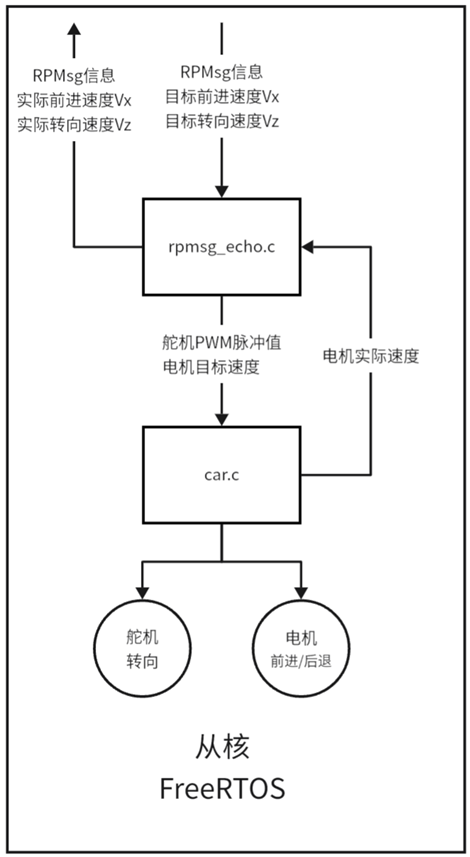 RPMsg信息
实际前进速度Vx
实际转向速度Vz
RPMsg信息
目标前进速度Vx
目标转向速度Vz
rpmsg_echo.c
舵机PWM脉冲值
电机目标速度
电机实际速度
car.c
舵机
转向
电机
前进/后退
从核
FreeRTOS